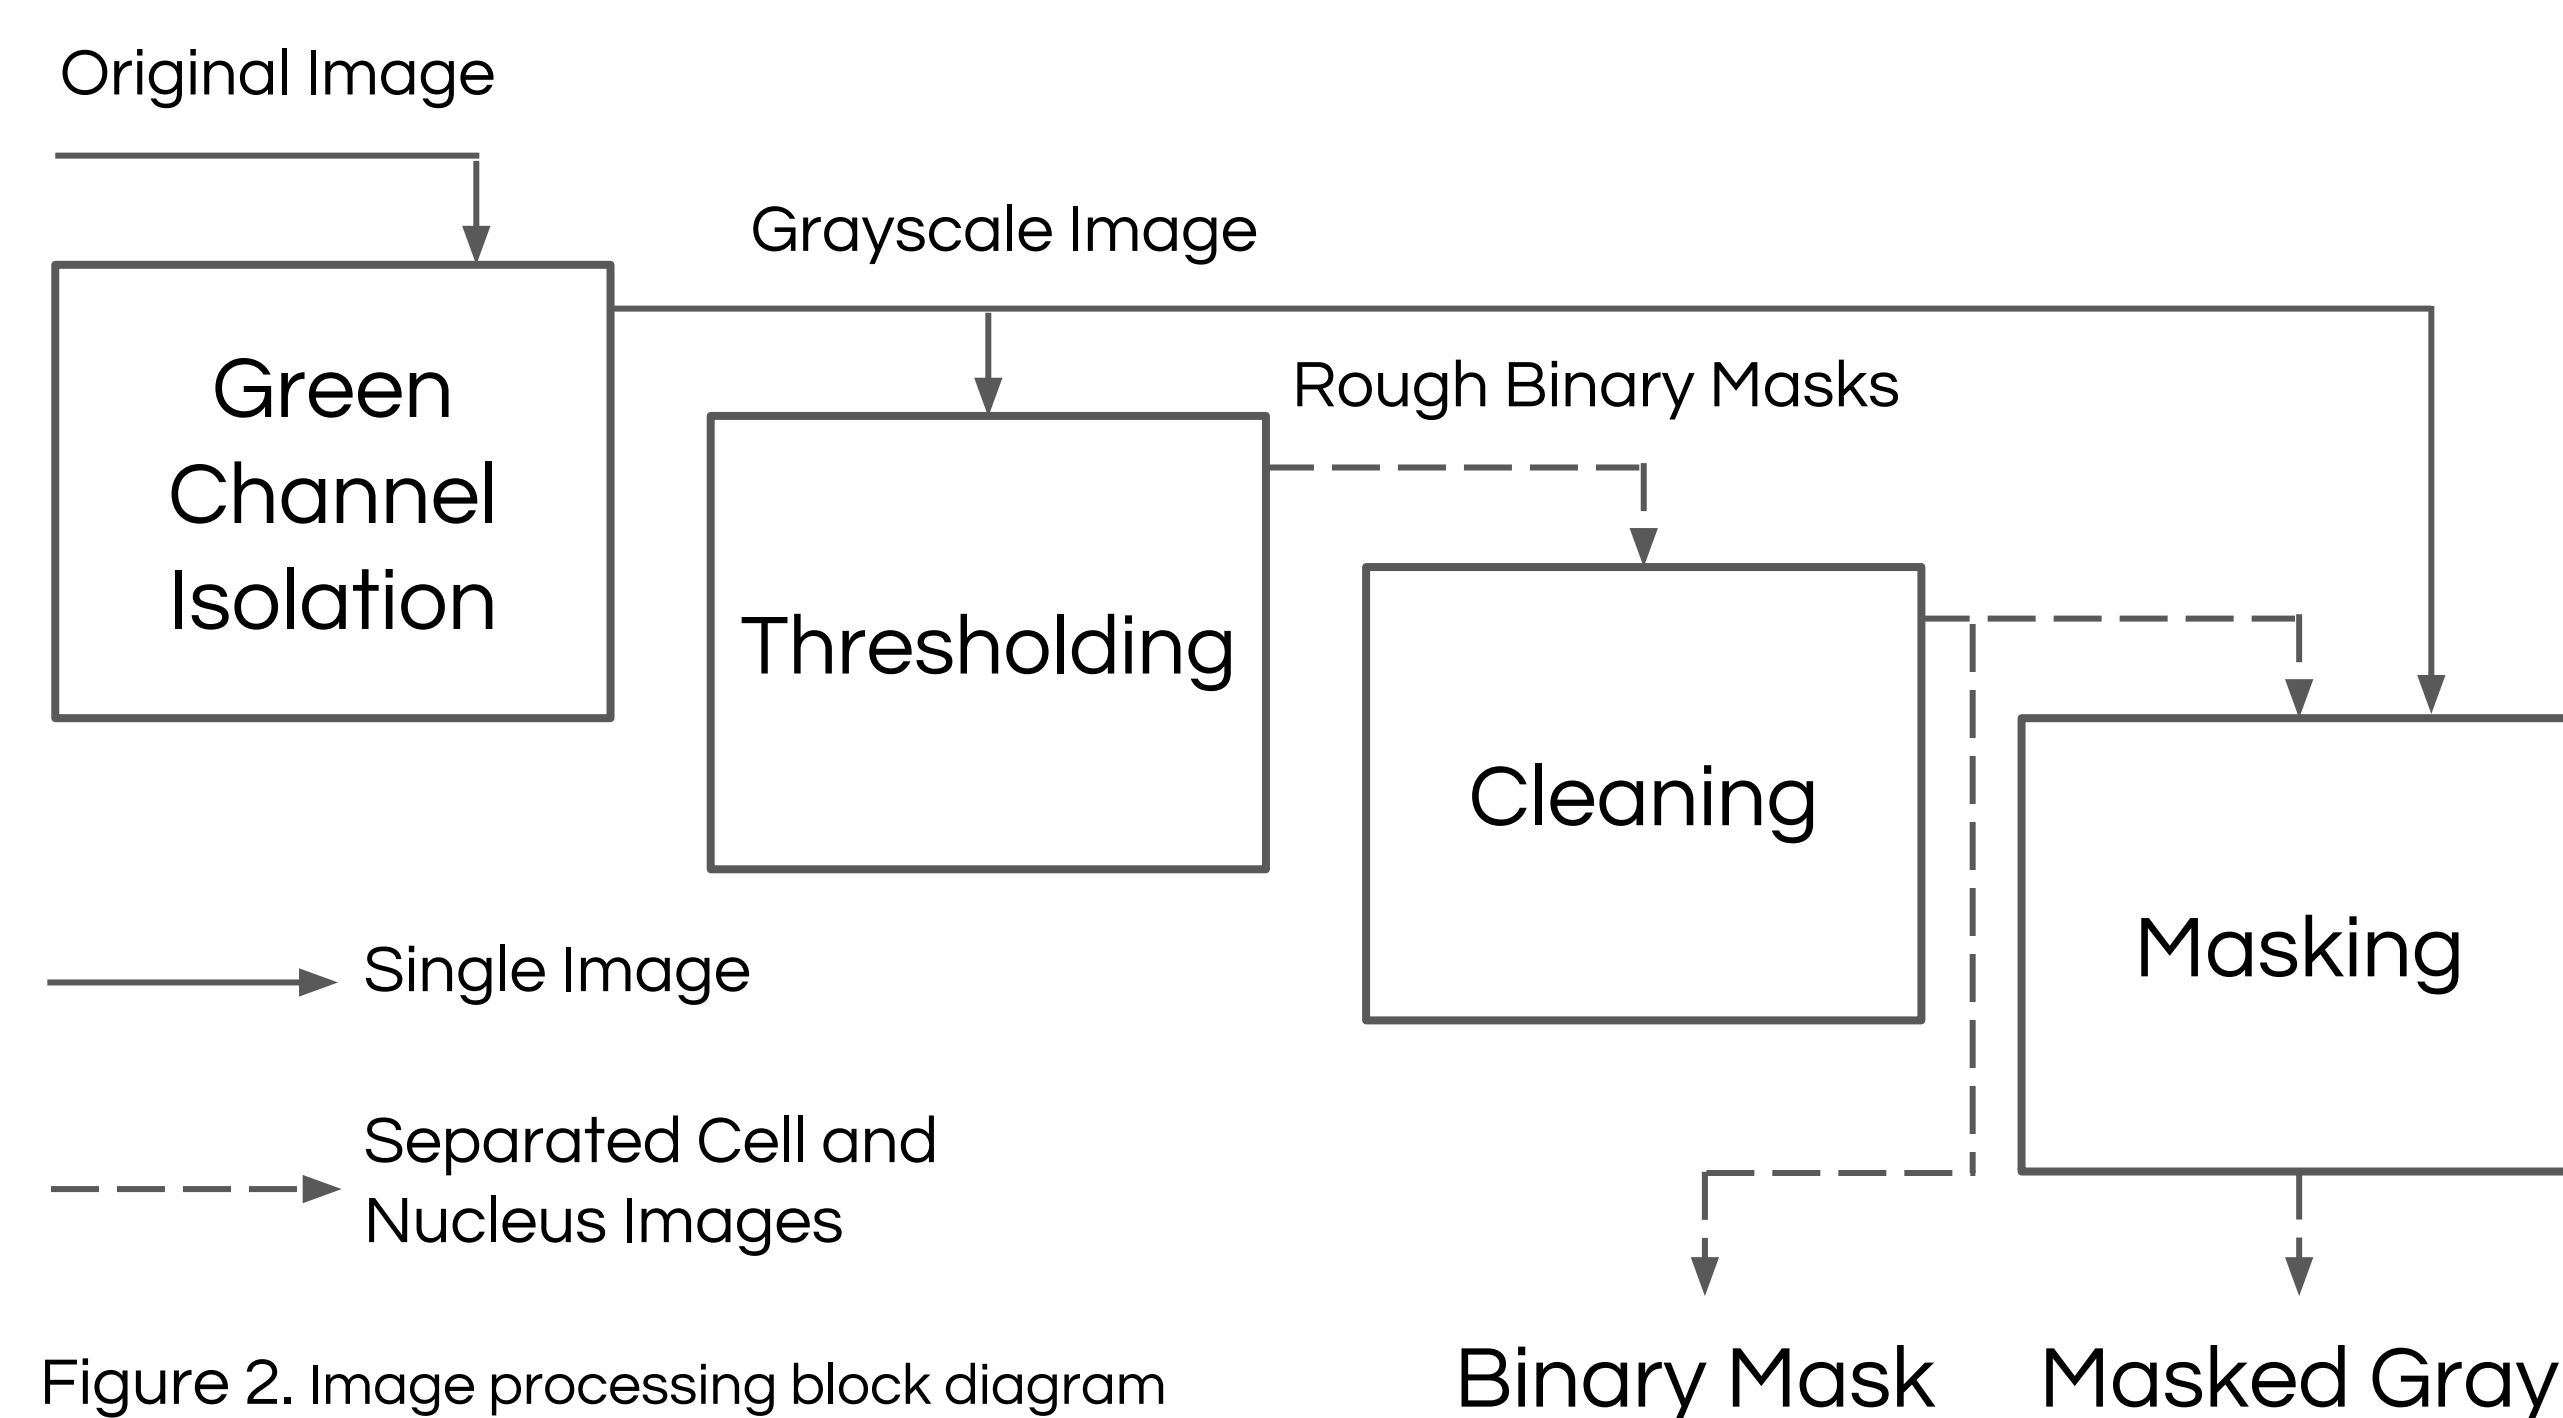 Original Image
Grayscale Image
Rough Binary Masks
Green
Channel
Isolation
Thresholding
Cleaning
Masking
Single Image
Separated Cell and
Nucleus Images
Binary Mask
Masked Gray
Figure 2. Image processing block diagram